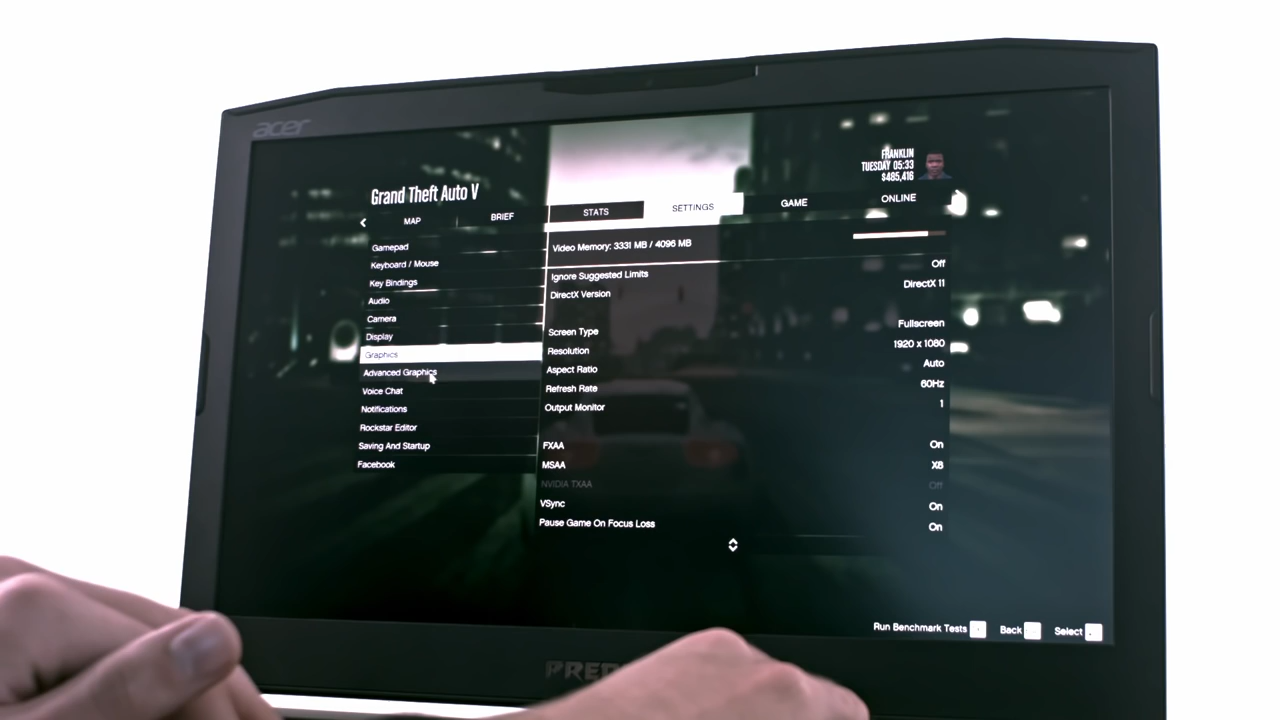 acer
FRANKLIN
TUESDAY 05:33
$485,416
Grand Theft Auto V
MAP BRIEF STATS SETTINGS GAME ONLINE
Gamepad
Keyboard / Mouse
Key Bindings
Audio
Camera
Display
Graphics
Advanced Graphics
Voice Chat
Notifications
Rockstar Editor
Saving And Startup
Facebook
Video Memory: 3331 MB / 4096 MB
Ignore Suggested Limits Off
DirectX Version DirectX 11
Screen Type Fullscreen
Resolution 1920 x 1080
Aspect Ratio Auto
Refresh Rate 60Hz
Output Monitor 1
FXAA On
MSAA X8
NVIDIA TXAA Off
VSync On
Pause Game On Focus Loss On
Run Benchmark Tests Back Select